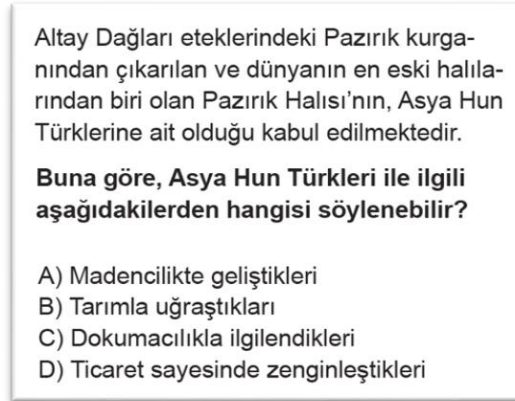 Altay Dağları eteklerindeki Pazırık kurga-
nından çıkarılan ve dünyanın en eski halıla-
rından biri olan Pazırık Halısı’nın, Asya Hun
Türklerine ait olduğu kabul edilmektedir.
Buna göre, Asya Hun Türkleri ile ilgili
aşağıdakilerden hangisi söylenebilir?
A) Madencilikte geliştikleri
B) Tarımla uğraştıkları
C) Dokumacılıkla ilgilendikleri
D) Ticaret sayesinde zenginleştikleri